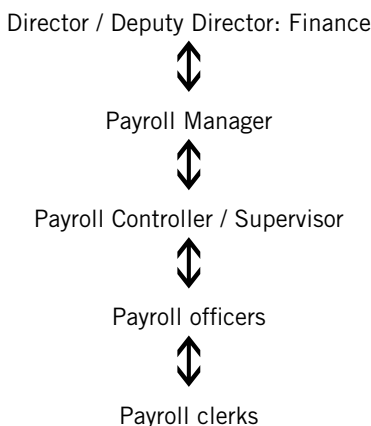 Director / Deputy Director: Finance
Payroll Manager
Payroll Controller / Supervisor
Payroll officers
Payroll clerks